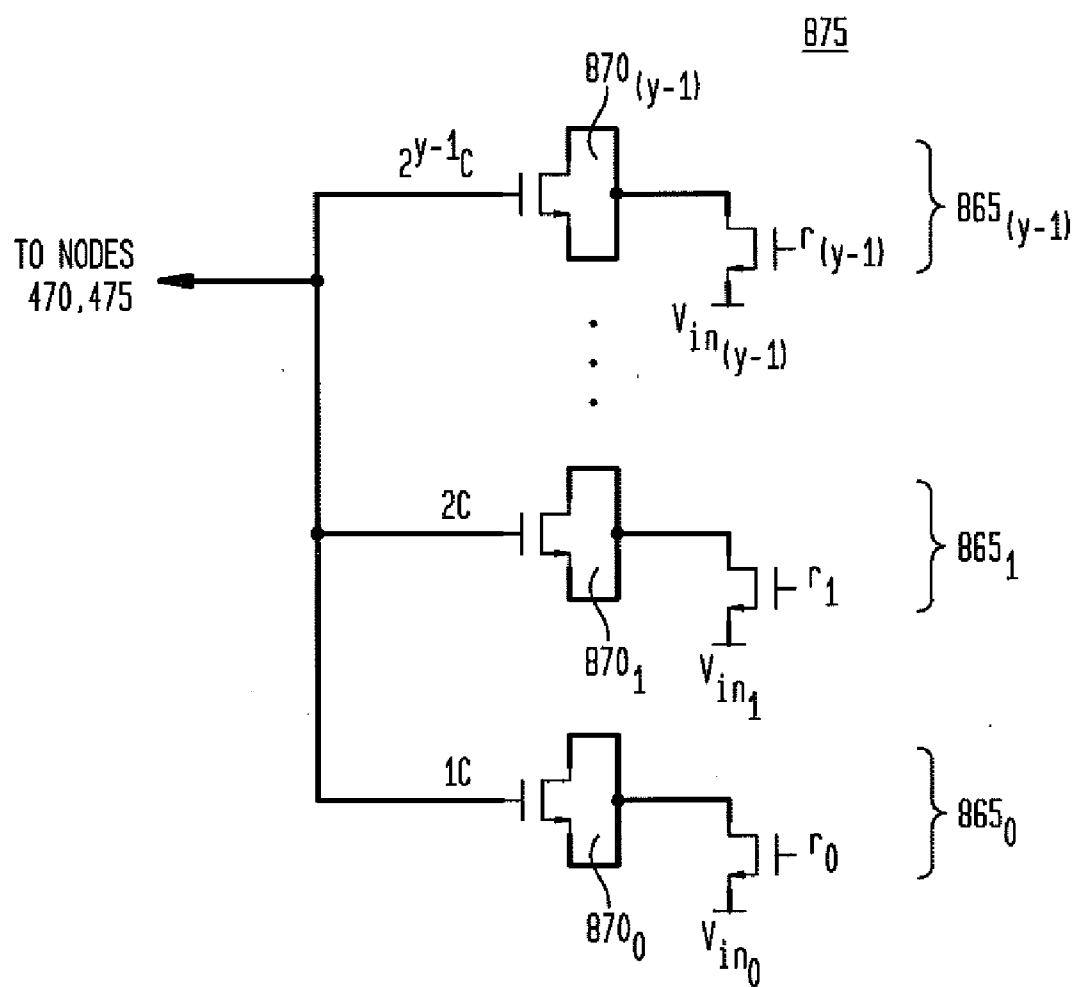 875
870(y-1)
2^y-1C
865(y-1)
TO NODES
470,475
r(y-1)
Vin(y-1)
2C
865₁
r₁
870₁
Vin₁
1C
865₀
r₀
870₀
Vin₀